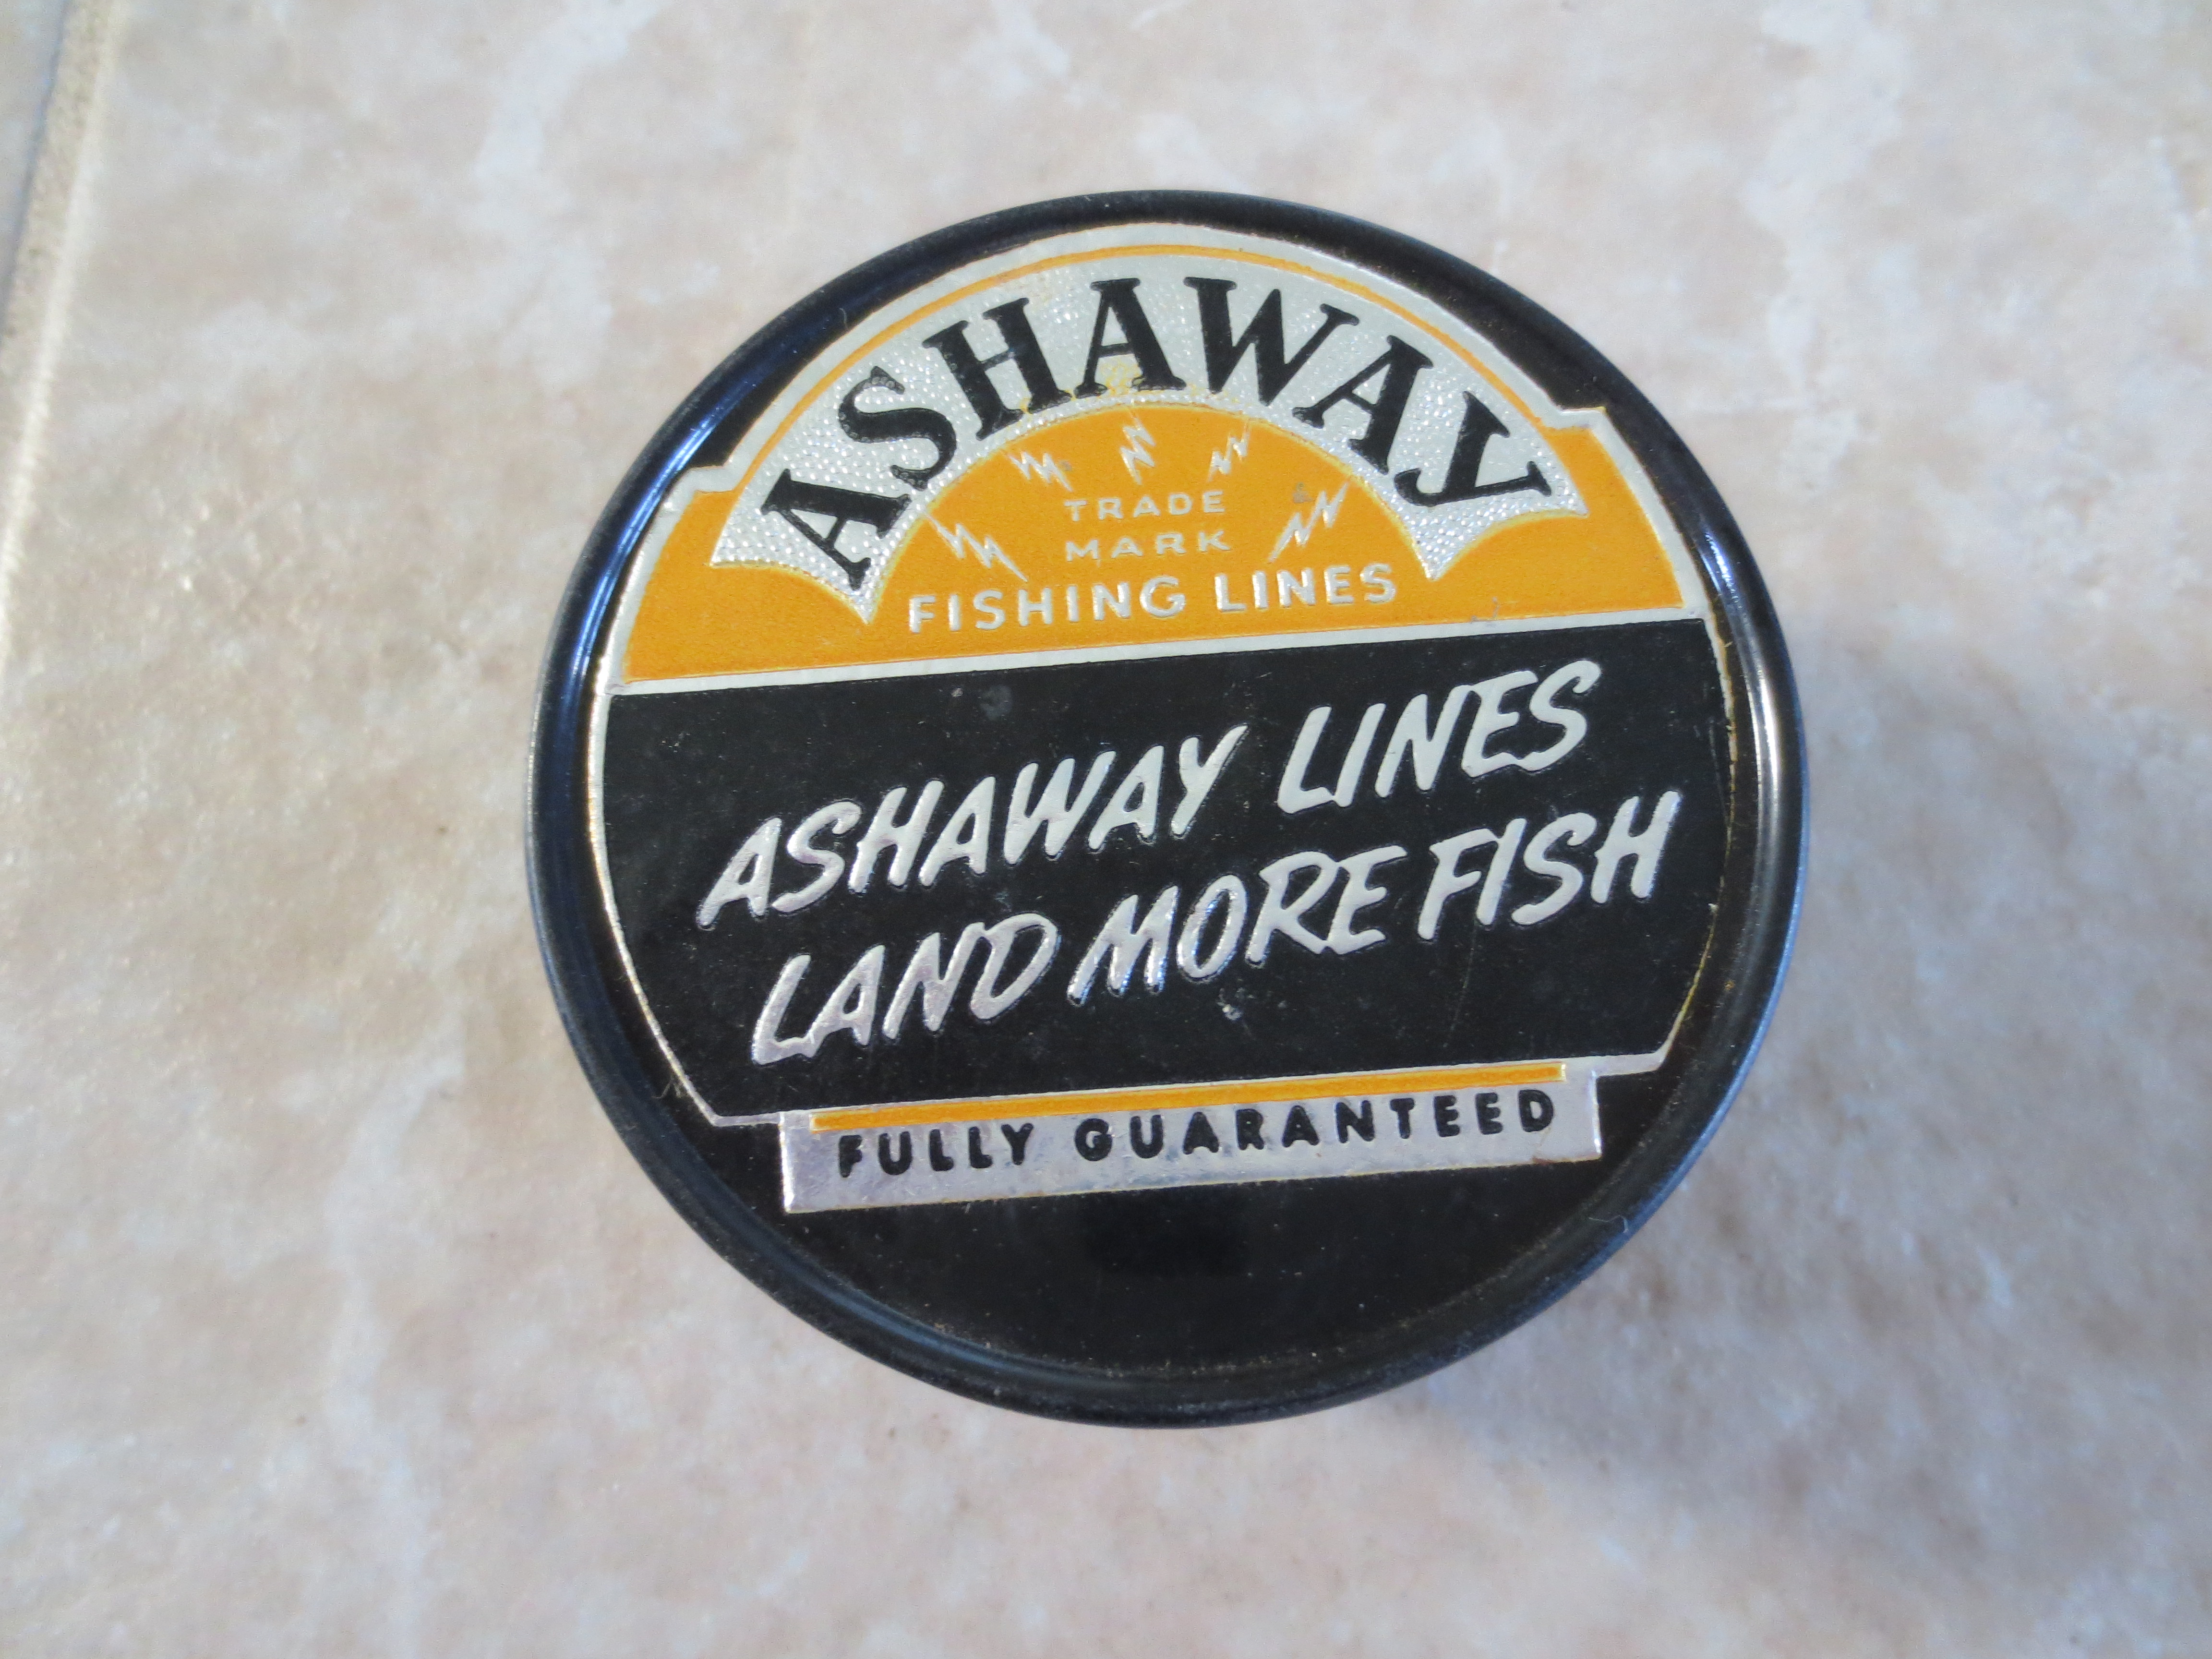 ASHAWAY
TRADE
MARK
FISHING LINES
ASHAWAY LINES
LAND MORE FISH
FULLY GUARANTEED